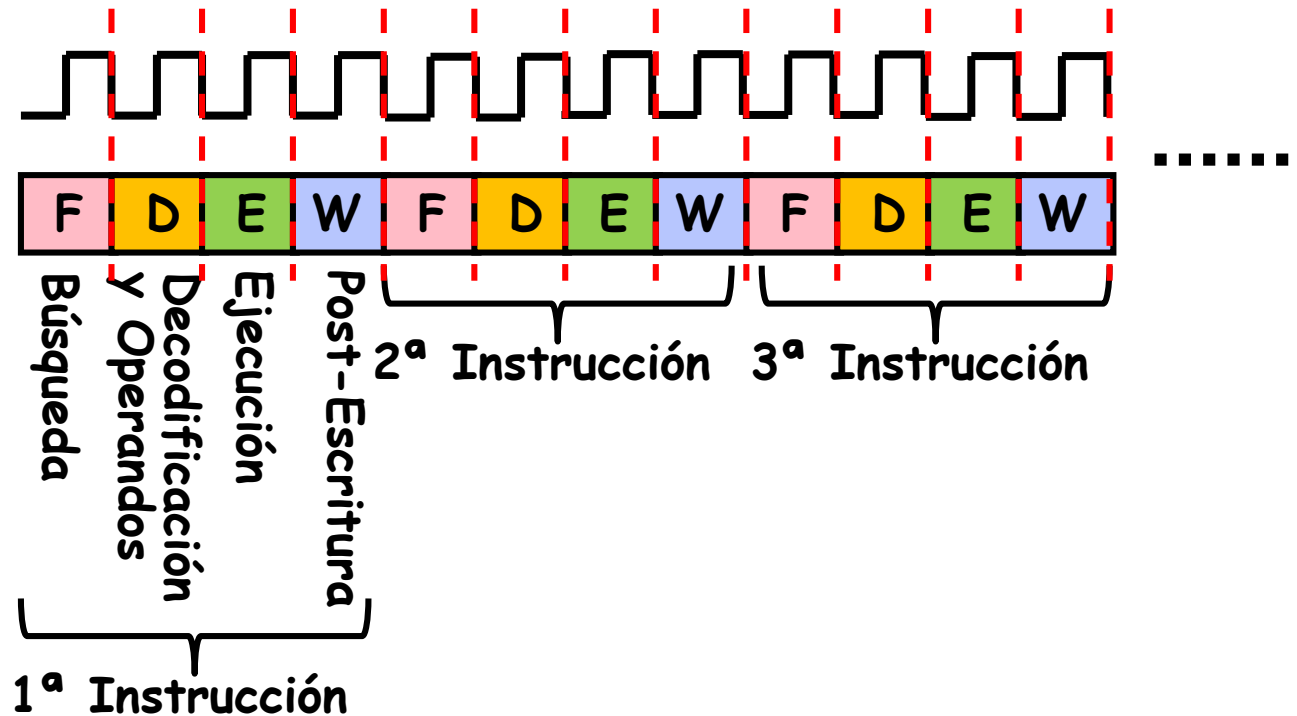 F D E W F D E W F D E W
Búsqueda
Decodificación
y Operandos
Ejecución
Post-Escritura
2ª Instrucción
3ª Instrucción
1ª Instrucción